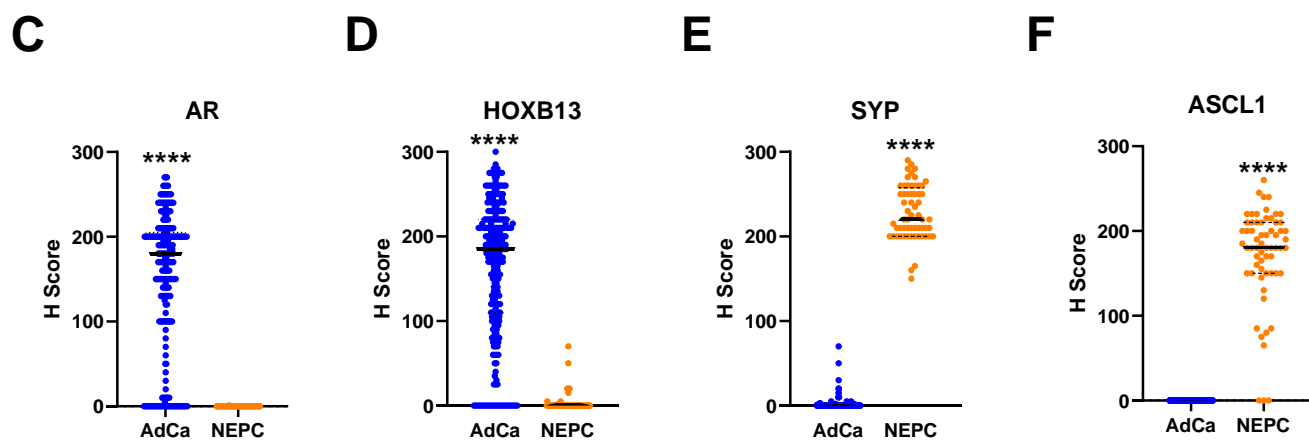 C
AR
****
300
200
100
0
H Score
AdCa NEPC
D
HOXB13
****
300
200
100
0
H Score
AdCa NEPC
E
SYP
****
300
200
100
0
H Score
AdCa NEPC
F
ASCL1
****
300
200
100
0
H Score
AdCa NEPC